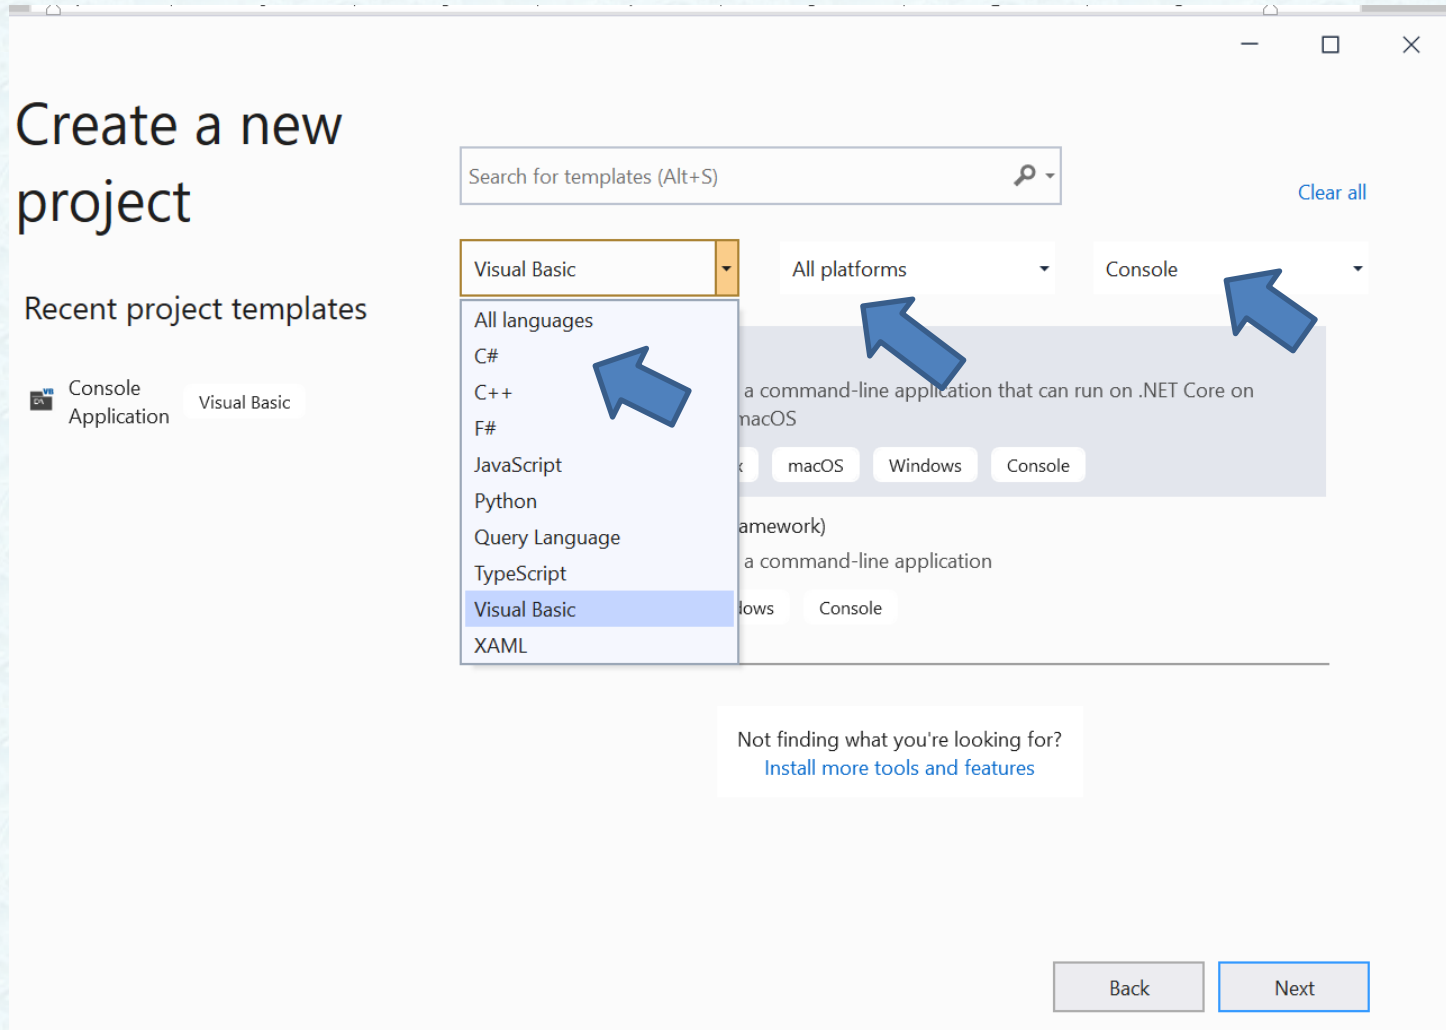 Create a new
project
Search for templates (Alt+S)
Clear all
Visual Basic
All platforms
Console
Recent project templates
All languages
C#
C++
F#
JavaScript
Python
Query Language
TypeScript
Visual Basic
XAML
Console
Application
Visual Basic
a command-line application that can run on .NET Core on
macOS
macOS
Windows
Console
amework)
a command-line application
dows
Console
Not finding what you're looking for?
Install more tools and features
Back
Next